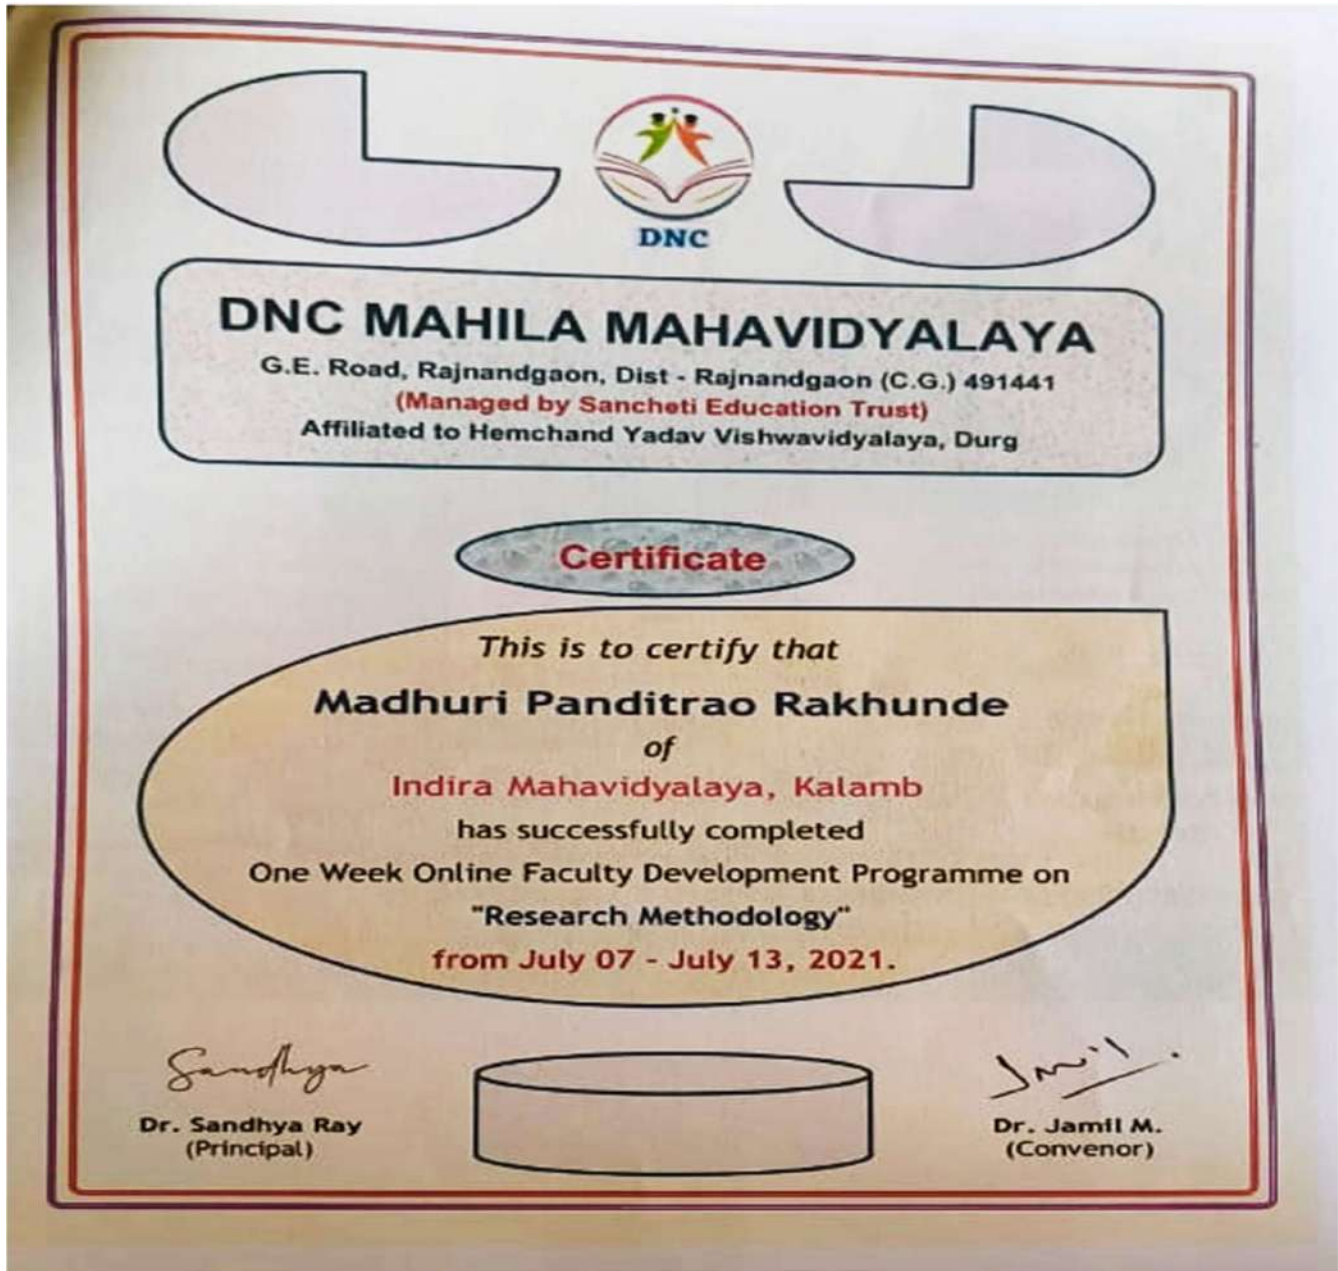 DNC
DNC MAHILA MAHAVIDYALAYA
G.E. Road, Rajnandgaon, Dist - Rajnandgaon (C.G.) 491441
(Managed by Sancheti Education Trust)
Affiliated to Hemchand Yadav Vishwavidyalaya, Durg
Certificate
This is to certify that
Madhuri Panditrao Rakhunde
of
Indira Mahavidyalaya, Kalamb
has successfully completed
One Week Online Faculty Development Programme on
"Research Methodology"
from July 07 - July 13, 2021.
Sandhya
Jamil
Dr. Sandhya Ray
Dr. Jamil M.
(Principal)
(Convenor)